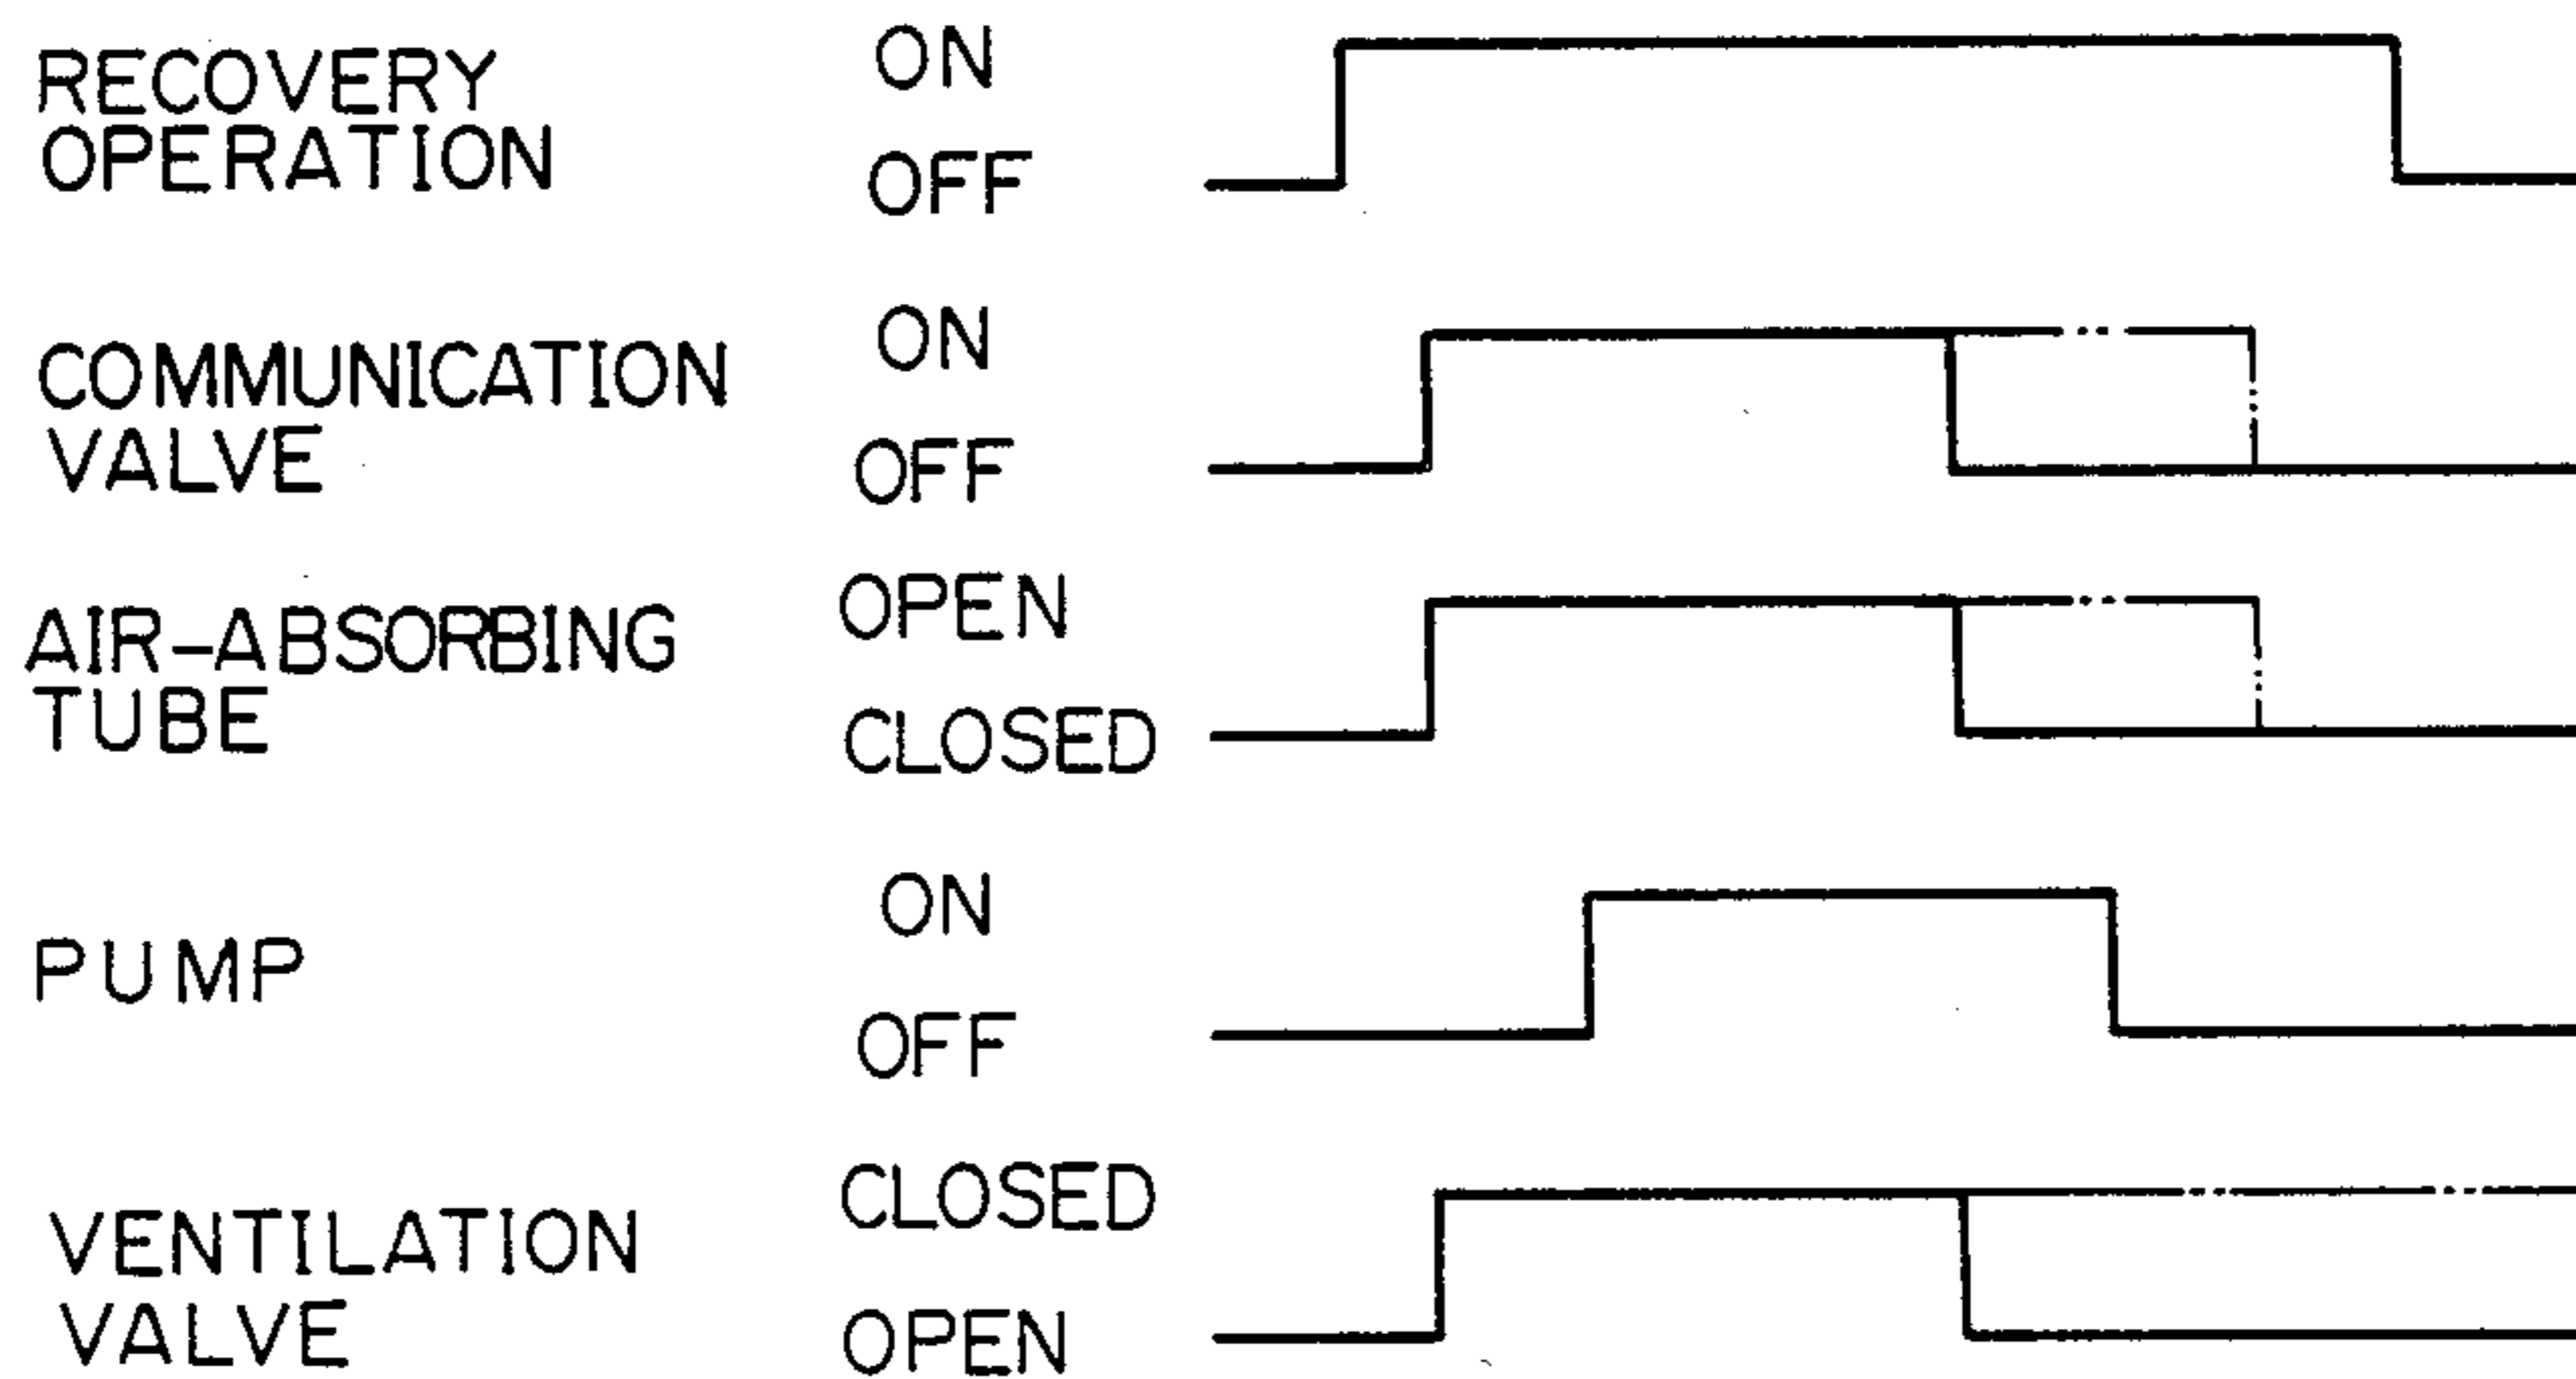 RECOVERY
OPERATION
ON
OFF
COMMUNICATION
VALVE
ON
OFF
AIR-ABSORBING
TUBE
OPEN
CLOSED
PUMP
ON
OFF
VENTILATION
VALVE
CLOSED
OPEN